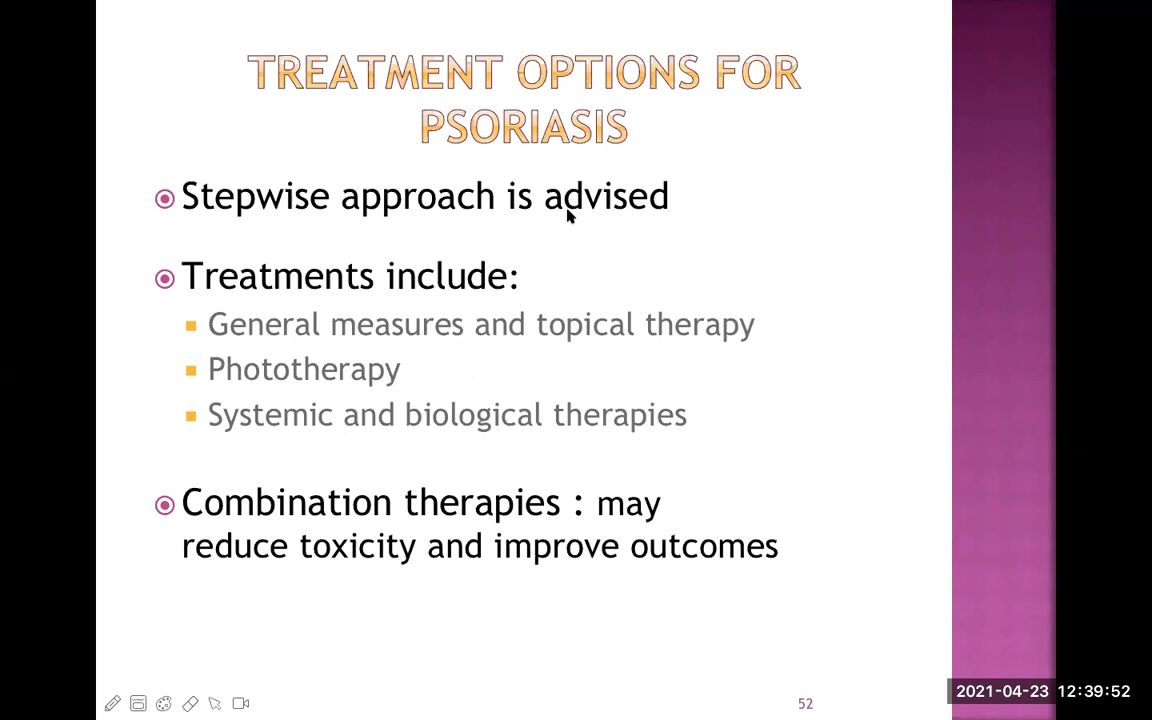 TREATMENT OPTIONS FOR
PSORIASIS
Stepwise approach is advised
Treatments include:
General measures and topical therapy
Phototherapy
Systemic and biological therapies
Combination therapies : may
reduce toxicity and improve outcomes
52
2021-04-23 12:39:52